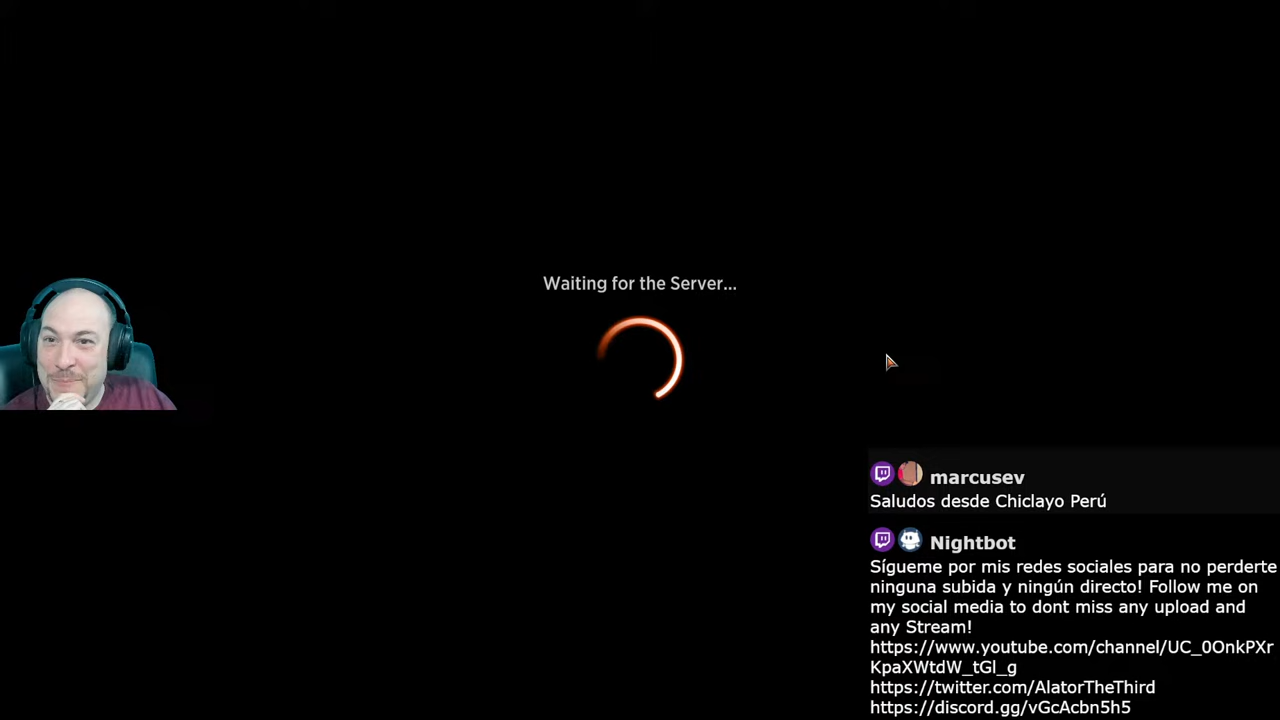 Waiting for the Server...
marcusev
Saludos desde Chiclayo Perú
Nightbot
Sígueme por mis redes sociales para no perderte
ninguna subida y ningún directo! Follow me on
my social media to dont miss any upload and
any Stream!
https://www.youtube.com/channel/UC_0OnkPXr
KpaXWtdW_tGl_g
https://twitter.com/AlatorTheThird
https://discord.gg/vGcAcbn5h5